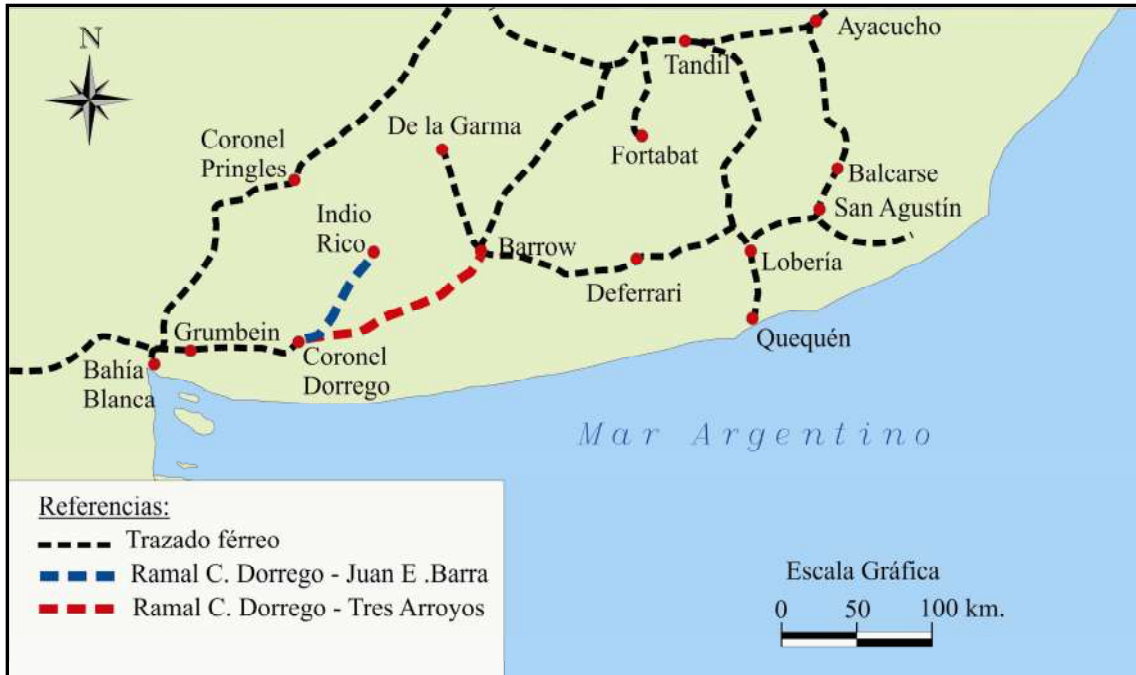 N
Ayacucho
Tandil
De la Garma
Coronel
Pringles
Fortabat
Balcarse
San Agustín
Indio
Rico
Barrow
Lobería
Deferrari
Quequén
Grumbein
Coronel
Dorrego
Bahía
Blanca
Mar Argentino
Referencias:
Trazado férreo
Ramal C. Dorrego - Juan E .Barra
Ramal C. Dorrego - Tres Arroyos
Escala Gráfica
0 50 100 km.